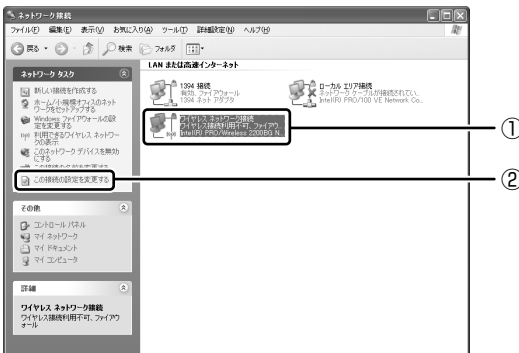 ネットワーク接続
ファイル(F) 編集(E) 表示(V) お気に入り(A) ツール(T) 詳細設定(N) ヘルプ(H)
戻る 検索 フォルダ
ネットワーク タスク
新しい接続を作成する
ホーム/小規模オフィスのネット
ワークをセットアップする
Windows ファイアウォールの設
定を変更する
利用できるワイヤレス ネットワー
クの表示
このネットワーク デバイスを無効
にする
この接続の名前を変更する
この接続の設定を変更する
その他
コントロール パネル
マイ ネットワーク
マイ ドキュメント
マイ コンピュータ
詳細
ワイヤレス ネットワーク接続
ワイヤレス接続利用不可、ファイアウ
ォール
LAN または高速インターネット
1394 接続
有効、ファイアウォール
1394 ネット アダプタ
ローカル エリア接続
ネットワーク ケーブルが接続されてい...
Intel(R) PRO/100 VE Network Co...
ワイヤレス ネットワーク接続
ワイヤレス接続利用不可、ファイアウ...
Intel(R) PRO/Wireless 2200BG N...
①
②